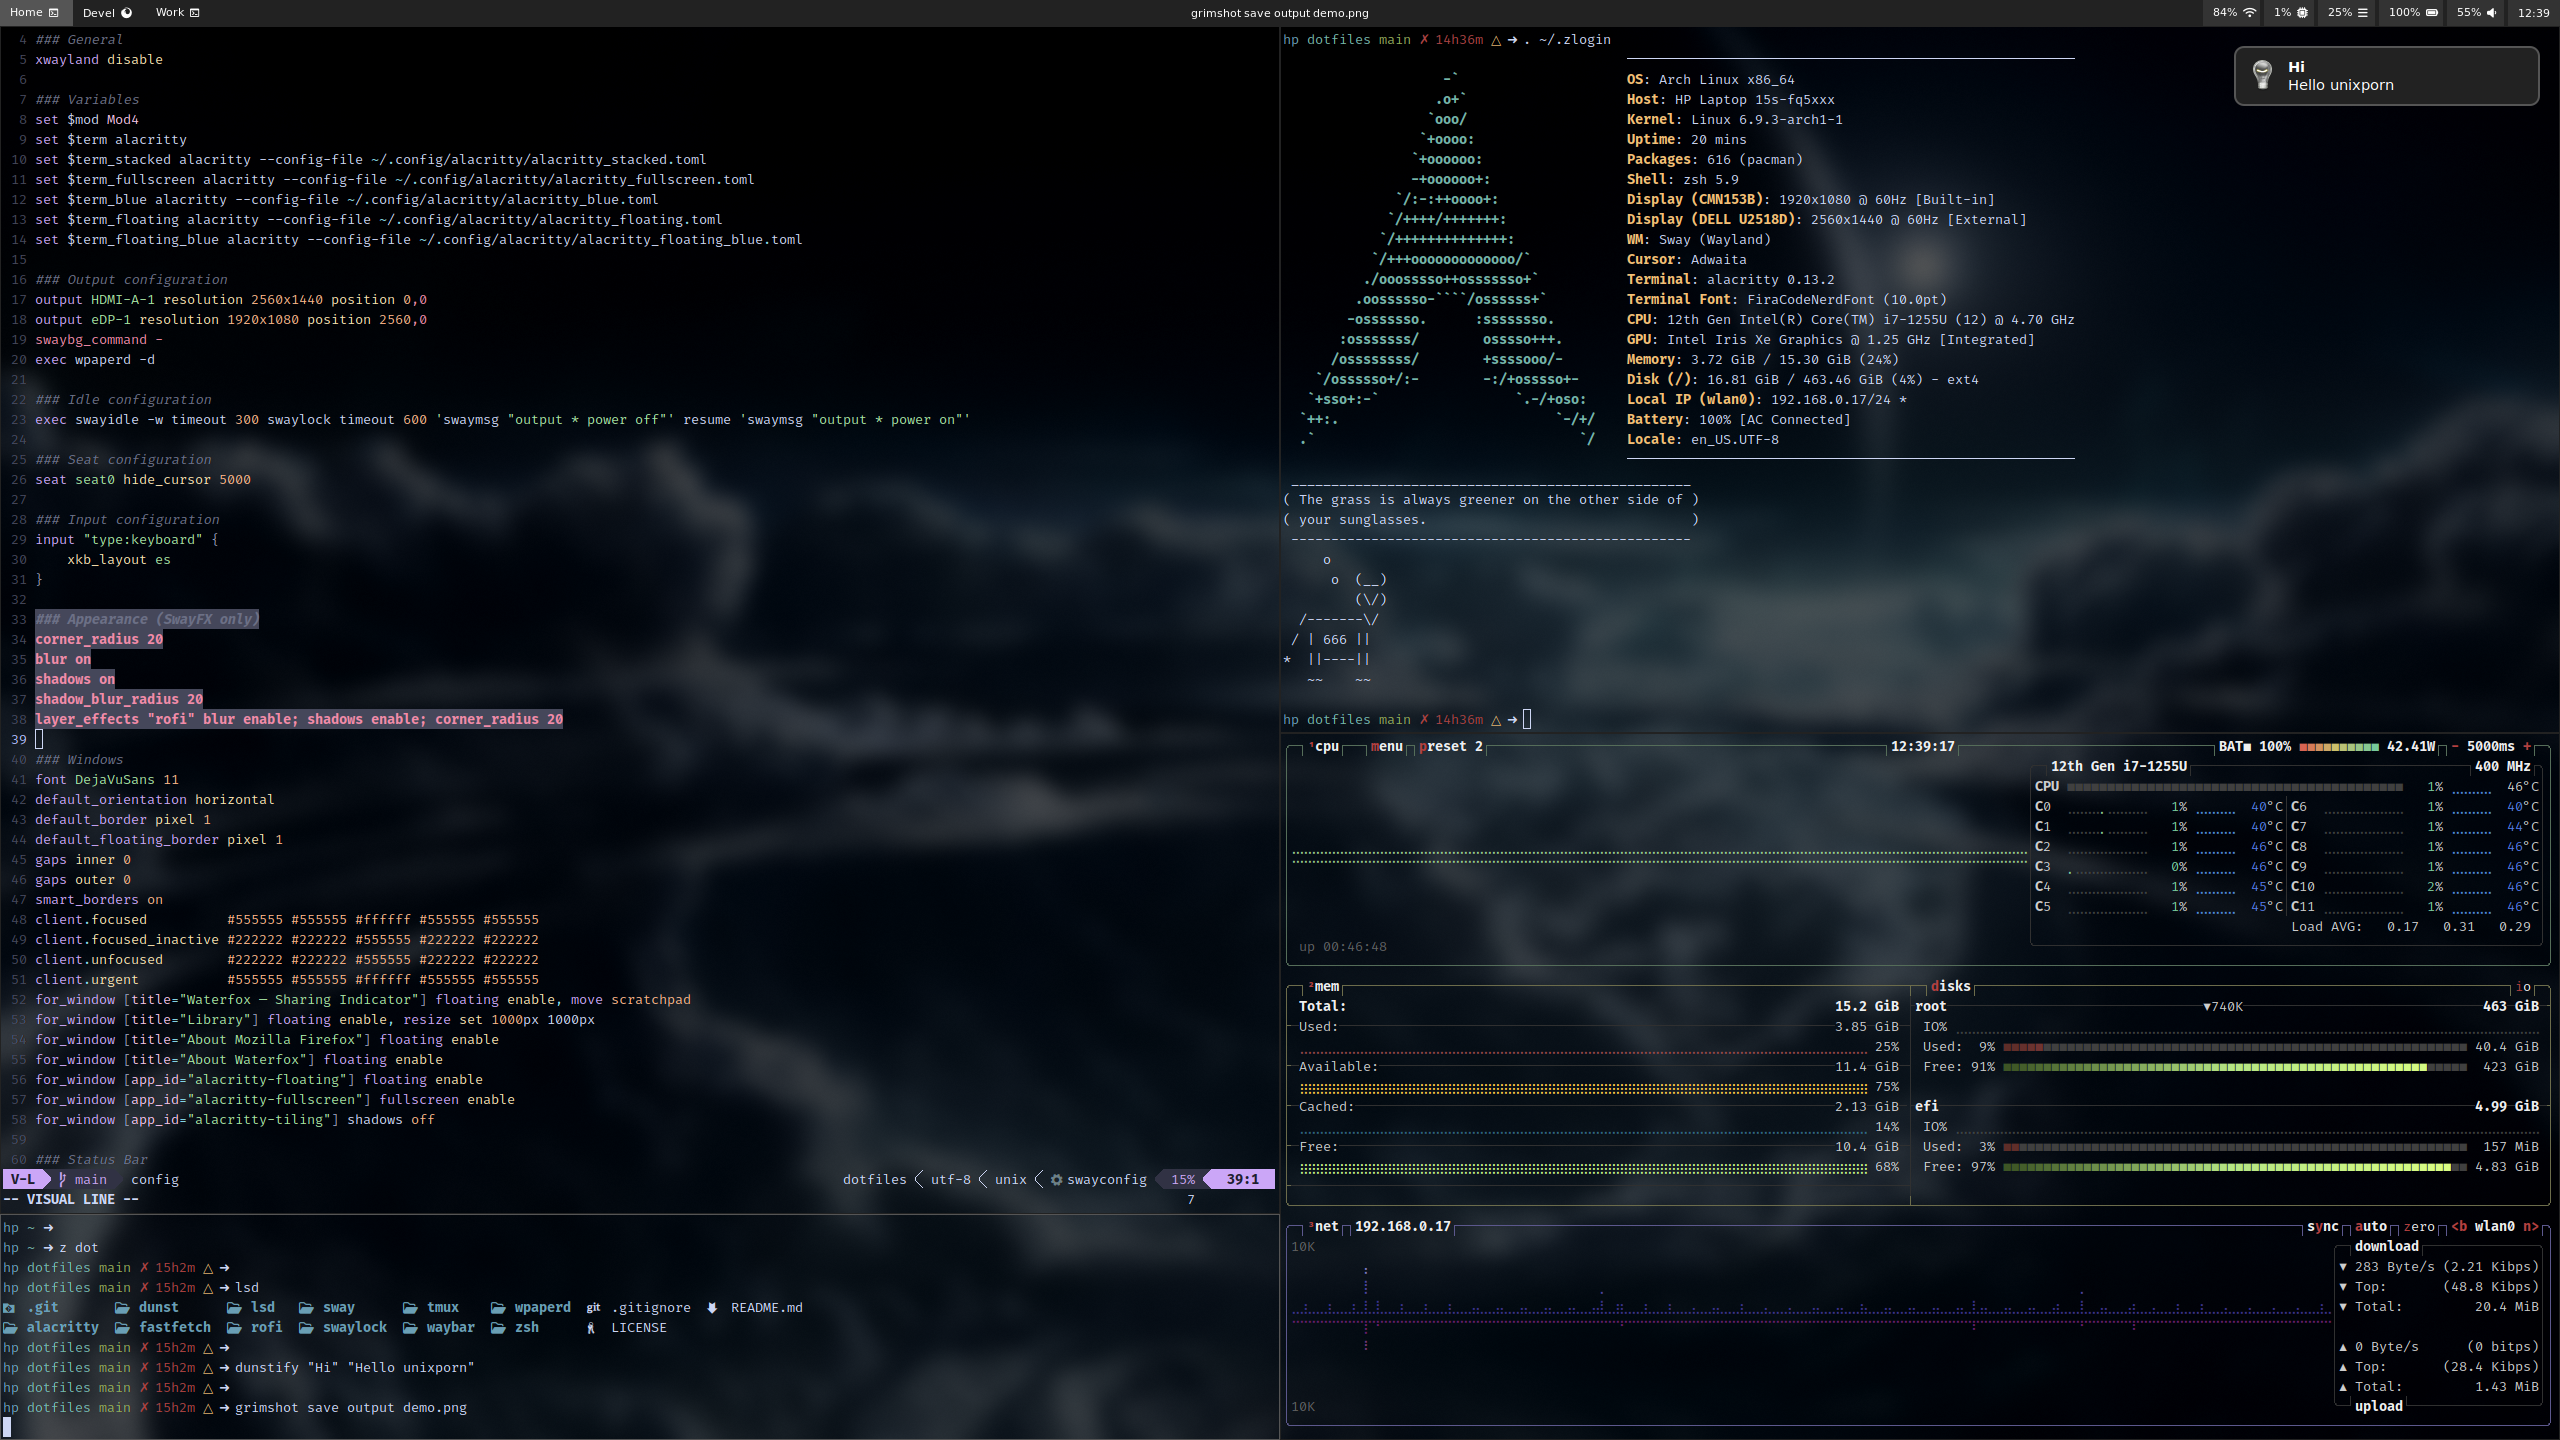 Home Devel Work grimshot save output demo.png 84% 1% 25% 100% 55% 12:39
4 ### General
5 xwayland disable
6
7 ### Variables
8 set $mod Mod4
9 set $term alacritty
10 set $term_stacked alacritty --config-file ~/.config/alacritty/alacritty_stacked.toml
11 set $term_fullscreen alacritty --config-file ~/.config/alacritty/alacritty_fullscreen.toml
12 set $term_blue alacritty --config-file ~/.config/alacritty/alacritty_blue.toml
13 set $term_floating alacritty --config-file ~/.config/alacritty/alacritty_floating.toml
14 set $term_floating_blue alacritty --config-file ~/.config/alacritty/alacritty_floating_blue.toml
15
16 ### Output configuration
17 output HDMI-A-1 resolution 2560x1440 position 0,0
18 output eDP-1 resolution 1920x1080 position 2560,0
19 swaybg_command -
20 exec wpaperd -d
21
22 ### Idle configuration
23 exec swayidle -w timeout 300 swaylock timeout 600 'swaymsg "output * power off"' resume 'swaymsg "output * power on"'
24
25 ### Seat configuration
26 seat seat0 hide_cursor 5000
27
28 ### Input configuration
29 input "type:keyboard" {
30     xkb_layout es
31 }
32
33 ### Appearance (SwayFX only)
34 corner_radius 20
35 blur on
36 shadows on
37 shadow_blur_radius 20
38 layer_effects "rofi" blur enable; shadows enable; corner_radius 20
39
40 ### Windows
41 font DejaVuSans 11
42 default_orientation horizontal
43 default_border pixel 1
44 default_floating_border pixel 1
45 gaps inner 0
46 gaps outer 0
47 smart_borders on
48 client.focused          #555555 #555555 #ffffff #555555 #555555
49 client.focused_inactive #222222 #222222 #555555 #222222 #222222
50 client.unfocused        #222222 #222222 #555555 #222222 #222222
51 client.urgent           #555555 #555555 #ffffff #555555 #555555
52 for_window [title="Waterfox — Sharing Indicator"] floating enable, move scratchpad
53 for_window [title="Library"] floating enable, resize set 1000px 1000px
54 for_window [title="About Mozilla Firefox"] floating enable
55 for_window [title="About Waterfox"] floating enable
56 for_window [app_id="alacritty-floating"] floating enable
57 for_window [app_id="alacritty-fullscreen"] fullscreen enable
58 for_window [app_id="alacritty-tiling"] shadows off
59
60 ### Status Bar
V-L main config dotfiles utf-8 unix swayconfig 15% 39:1
-- VISUAL LINE -- 7
hp ~ ➜
hp ~ ➜ z dot
hp dotfiles main ✗ 15h2m △ ➜
hp dotfiles main ✗ 15h2m △ ➜ lsd
.git dunst lsd sway tmux wpaperd .gitignore README.md
alacritty fastfetch rofi swaylock waybar zsh LICENSE
hp dotfiles main ✗ 15h2m △ ➜
hp dotfiles main ✗ 15h2m △ ➜ dunstify "Hi" "Hello unixporn"
hp dotfiles main ✗ 15h2m △ ➜
hp dotfiles main ✗ 15h2m △ ➜ grimshot save output demo.png
hp dotfiles main ✗ 14h36m △ ➜ . ~/.zlogin
-`
.o+`
`ooo/
`+oooo:
`+oooooo:
-+oooooo+:
`/:-:++oooo+:
`/++++/+++++++:
`/++++++++++++++:
`/+++ooooooooooooo/`
./ooosssso++osssssso+`
.oossssso-````/ossssss+`
-osssssso.      :ssssssso.
:osssssss/        osssso+++.
/ossssssss/        +ssssooo/-
`/ossssso+/:-        -:/+osssso+-
`+sso+:-`                 `.-/+oso:
`++:.                           `-/+/
.`                                 `/
OS: Arch Linux x86_64
Host: HP Laptop 15s-fq5xxx
Kernel: Linux 6.9.3-arch1-1
Uptime: 20 mins
Packages: 616 (pacman)
Shell: zsh 5.9
Display (CMN153B): 1920x1080 @ 60Hz [Built-in]
Display (DELL U2518D): 2560x1440 @ 60Hz [External]
WM: Sway (Wayland)
Cursor: Adwaita
Terminal: alacritty 0.13.2
Terminal Font: FiraCodeNerdFont (10.0pt)
CPU: 12th Gen Intel(R) Core(TM) i7-1255U (12) @ 4.70 GHz
GPU: Intel Iris Xe Graphics @ 1.25 GHz [Integrated]
Memory: 3.72 GiB / 15.30 GiB (24%)
Disk (/): 16.81 GiB / 463.46 GiB (4%) - ext4
Local IP (wlan0): 192.168.0.17/24 *
Battery: 100% [AC Connected]
Locale: en_US.UTF-8
Hi
Hello unixporn
__________________________________________________
( The grass is always greener on the other side of )
( your sunglasses.                                 )
--------------------------------------------------
     o
      o  (__)
         (\/)
  /-------\/
 / | 666 ||
*  ||----||
   ~~    ~~
hp dotfiles main ✗ 14h36m △ ➜
¹cpu menu preset 2 12:39:17 BAT■ 100% 42.41W - 5000ms +
12th Gen i7-1255U 400 MHz
CPU 1% 46°C
C0 1% 40°C C6 1% 40°C
C1 1% 40°C C7 1% 44°C
C2 1% 46°C C8 1% 46°C
C3 0% 46°C C9 1% 46°C
C4 1% 45°C C10 2% 46°C
C5 1% 45°C C11 1% 46°C
Load AVG: 0.17 0.31 0.29
up 00:46:48
²mem disks io
Total: 15.2 GiB root ▼740K 463 GiB
Used: 3.85 GiB IO%
25% Used: 9% 40.4 GiB
Available: 11.4 GiB Free: 91% 423 GiB
75%
Cached: 2.13 GiB efi 4.99 GiB
14% IO%
Free: 10.4 GiB Used: 3% 157 MiB
68% Free: 97% 4.83 GiB
³net 192.168.0.17 sync auto zero <b wlan0 n>
10K download
▼ 283 Byte/s (2.21 Kibps)
▼ Top: (48.8 Kibps)
▼ Total: 20.4 MiB
▲ 0 Byte/s (0 bitps)
▲ Top: (28.4 Kibps)
▲ Total: 1.43 MiB
10K upload